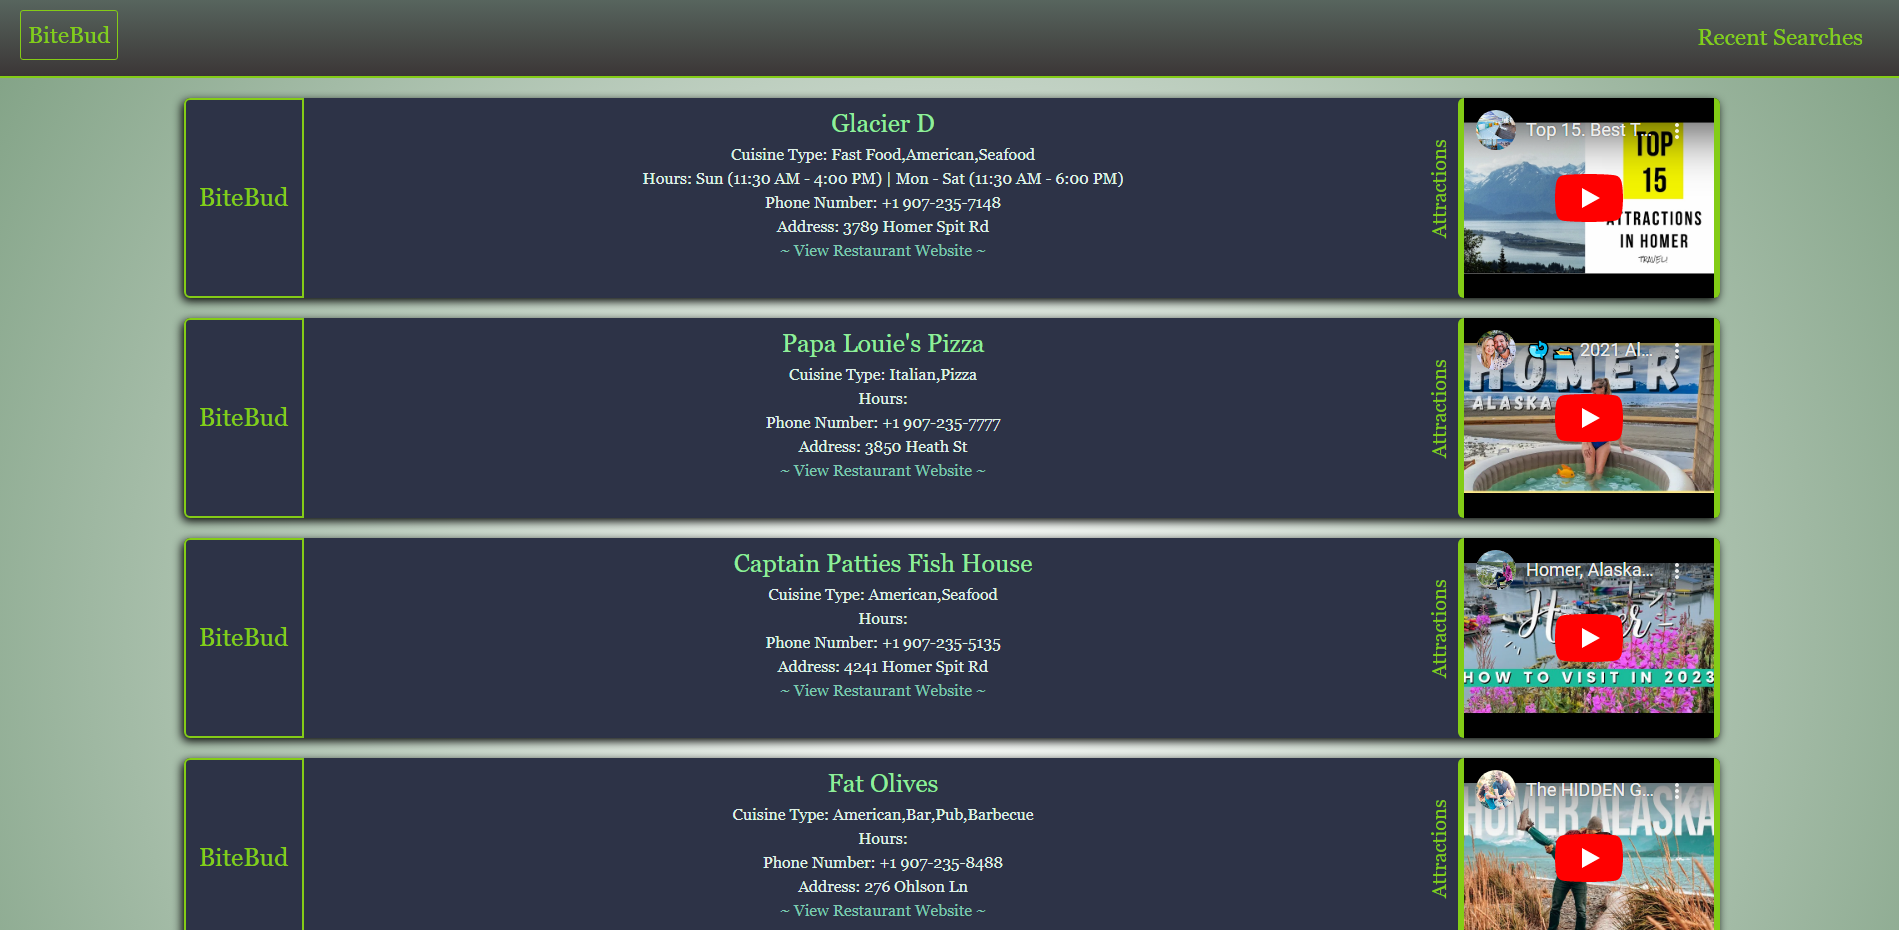 BiteBud
Recent Searches
BiteBud
Glacier D
Cuisine Type: Fast Food,American,Seafood
Hours: Sun (11:30 AM - 4:00 PM) | Mon - Sat (11:30 AM - 6:00 PM)
Phone Number: +1 907-235-7148
Address: 3789 Homer Spit Rd
~ View Restaurant Website ~
Attractions
Top 15. Best T...
TOP
15
ATTRACTIONS
IN HOMER
TRAVEL!
BiteBud
Papa Louie's Pizza
Cuisine Type: Italian,Pizza
Hours:
Phone Number: +1 907-235-7777
Address: 3850 Heath St
~ View Restaurant Website ~
Attractions
2021 Al...
HOMER
ALASKA
BiteBud
Captain Patties Fish House
Cuisine Type: American,Seafood
Hours:
Phone Number: +1 907-235-5135
Address: 4241 Homer Spit Rd
~ View Restaurant Website ~
Attractions
Homer, Alaska...
Homer
HOW TO VISIT IN 2023
BiteBud
Fat Olives
Cuisine Type: American,Bar,Pub,Barbecue
Hours:
Phone Number: +1 907-235-8488
Address: 276 Ohlson Ln
~ View Restaurant Website ~
Attractions
The HIDDEN G...
HOMER ALASKA